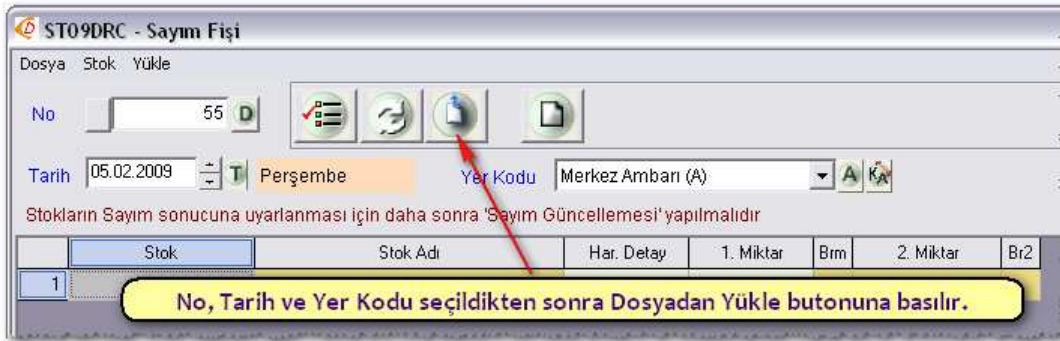 ST09DRC - Sayım Fişi
Dosya Stok Yükle
No 55 D
Tarih 05.02.2009 T Perşembe Yer Kodu Merkez Ambarı (A) A KA
Stokların Sayım sonucuna uyarlanması için daha sonra 'Sayım Güncellemesi' yapılmalıdır
Stok Stok Adı Har. Detay 1. Miktar Brm 2. Miktar Br2
1
No, Tarih ve Yer Kodu seçildikten sonra Dosyadan Yükle butonuna basılır.